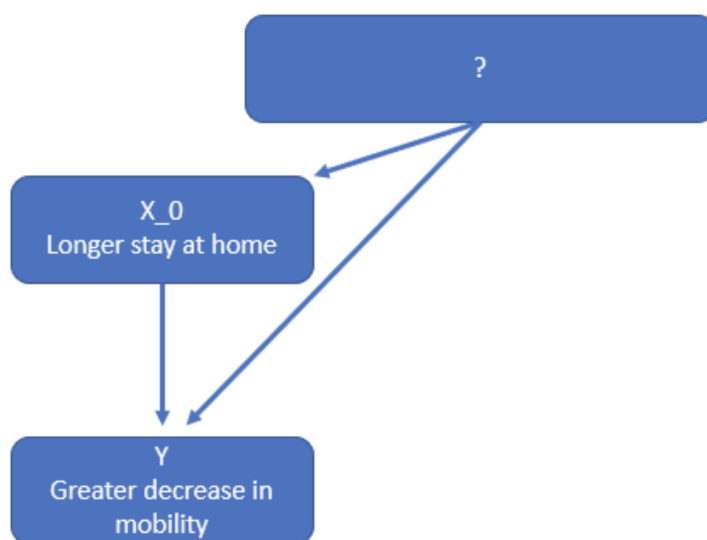 ?
X_0
Longer stay at home
Y
Greater decrease in
mobility